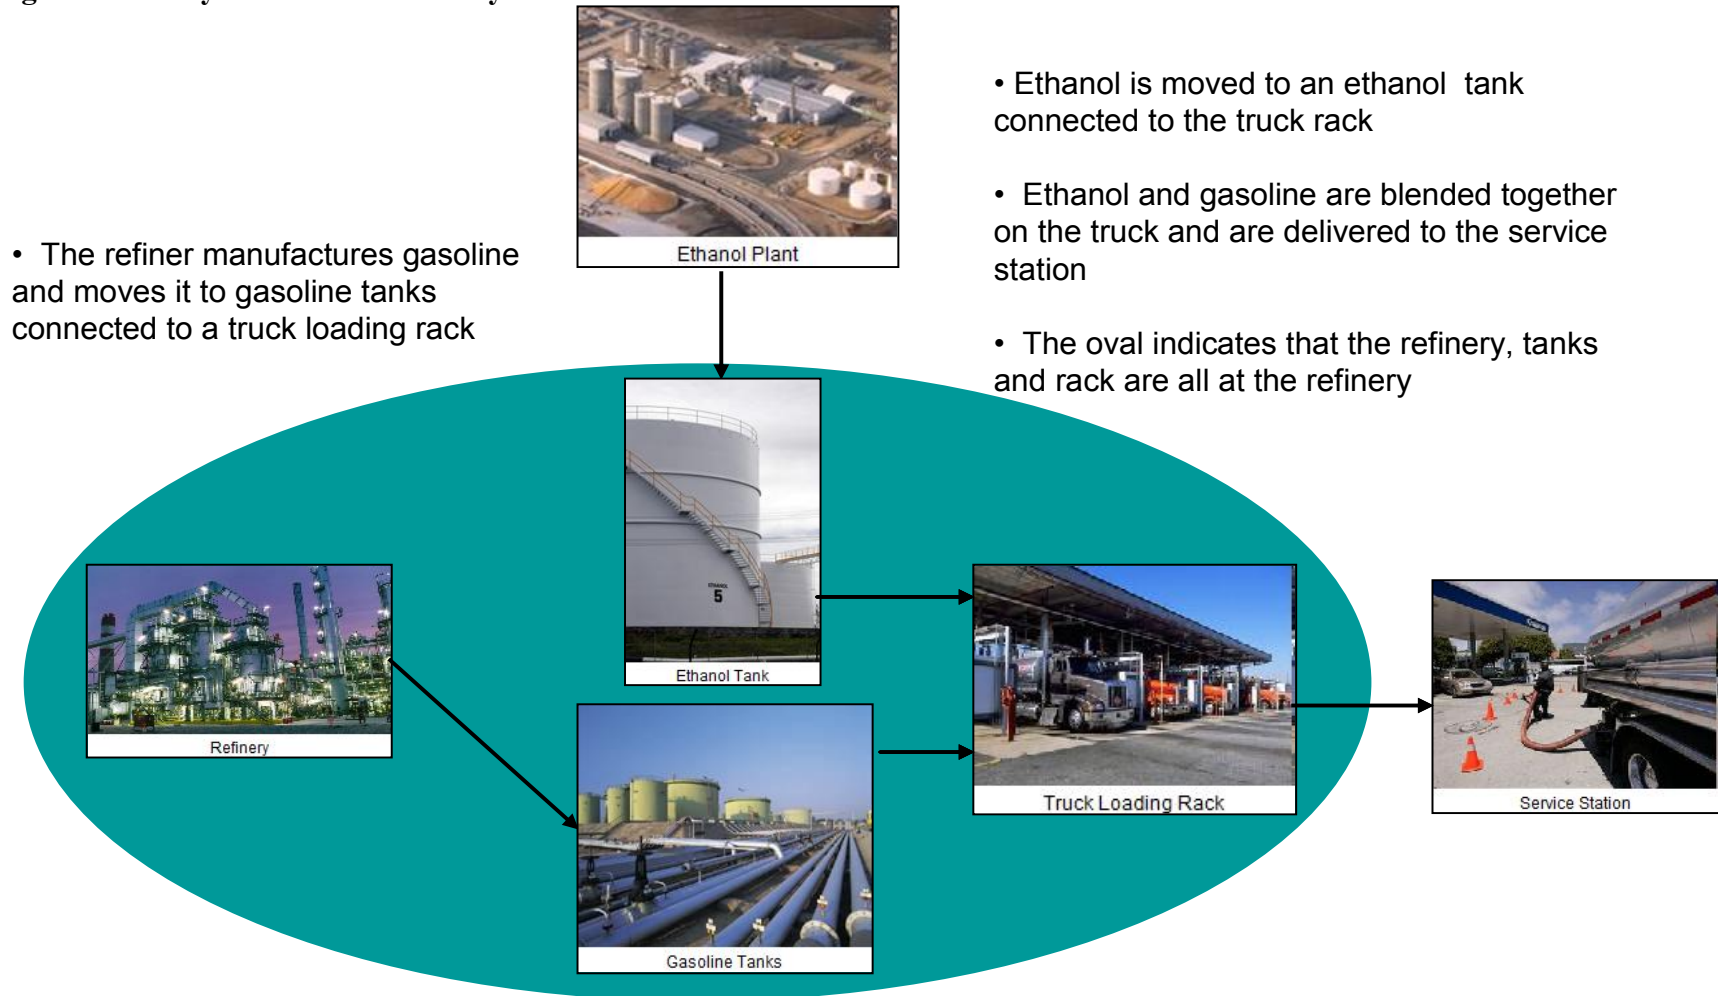 • Ethanol is moved to an ethanol  tank
connected to the truck rack
•  Ethanol and gasoline are blended together
on the truck and are delivered to the service
station
•  The refiner manufactures gasoline
and moves it to gasoline tanks
connected to a truck loading rack
•  The oval indicates that the refinery, tanks
and rack are all at the refinery
Ethanol Plant
ETHANOL
5
Ethanol Tank
Refinery
Gasoline Tanks
Truck Loading Rack
Service Station